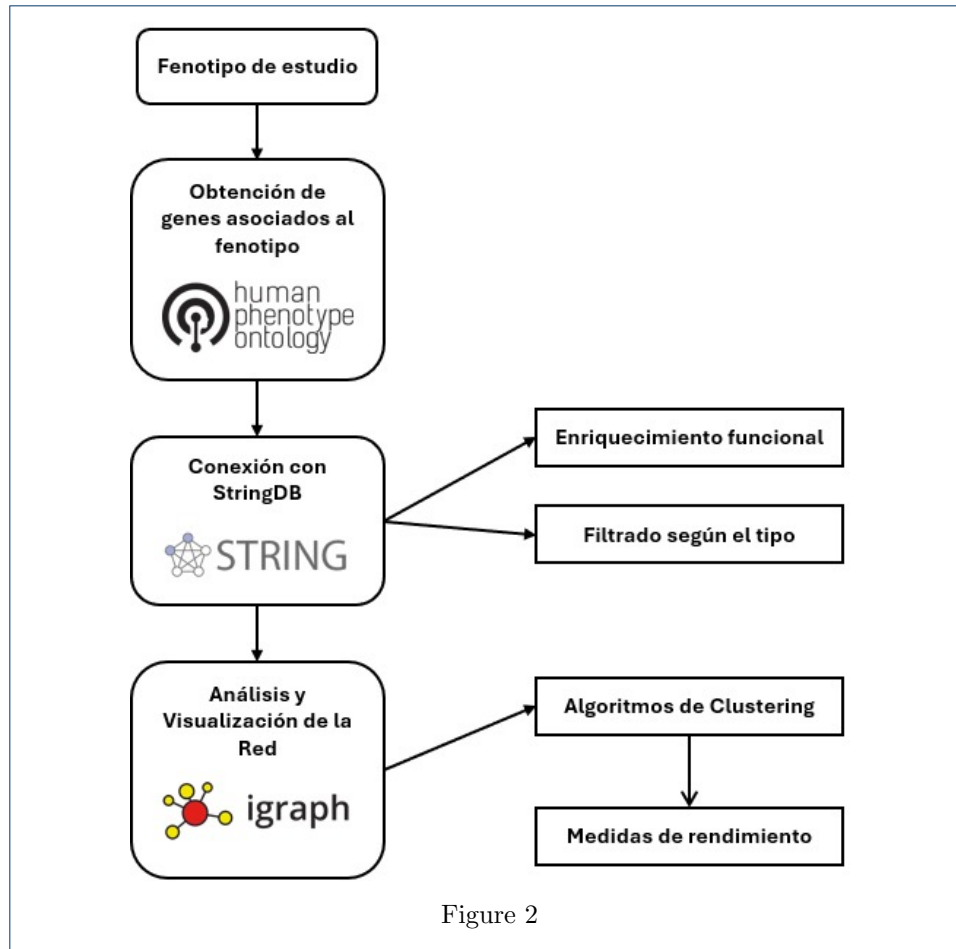 Fenotipo de estudio
Obtención de
genes asociados al
fenotipo
human
phenotype
ontology
Conexión con
StringDB
STRING
Enriquecimiento funcional
Filtrado según el tipo
Análisis y
Visualización de la
Red
igraph
Algoritmos de Clustering
Medidas de rendimiento
Figure 2